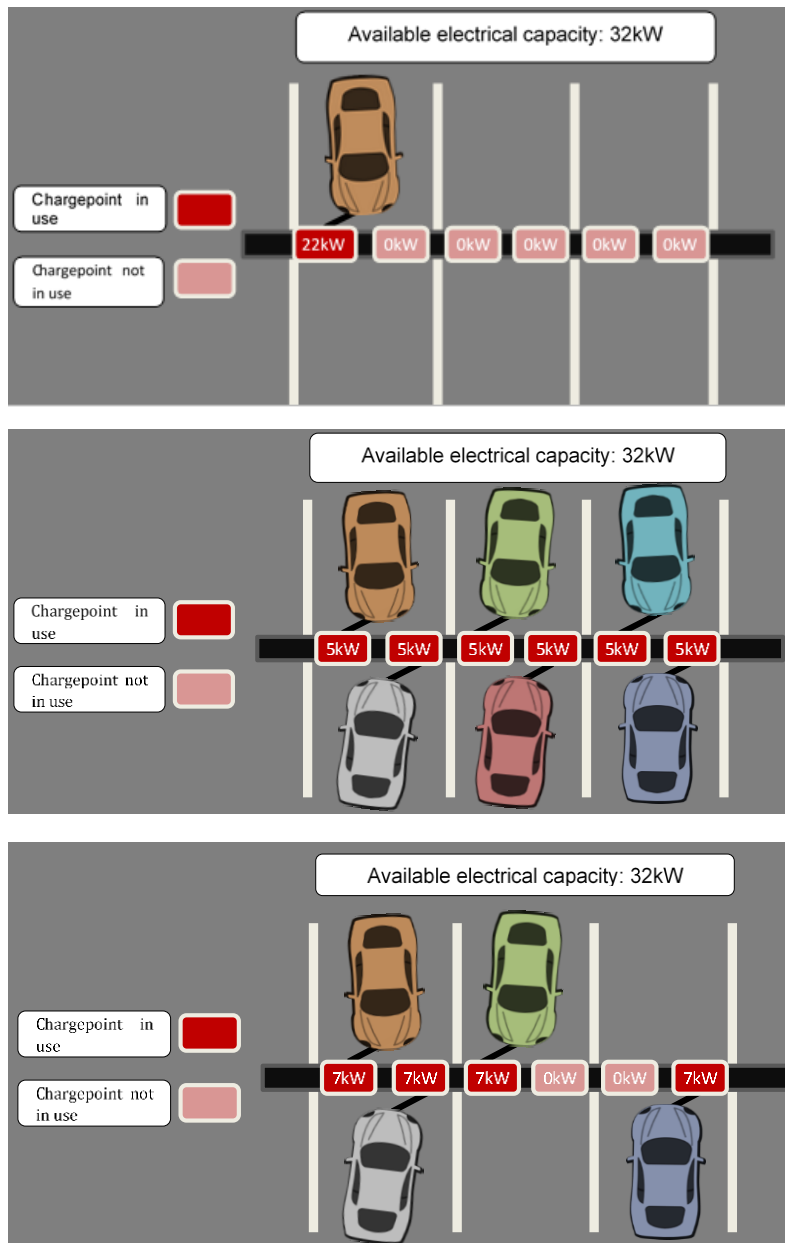 Available electrical capacity: 32kW
Chargepoint in
use
22kW 0kW 0kW 0kW 0kW 0kW
Chargepoint not
in use
Available electrical capacity: 32kW
Chargepoint in
use
5kW 5kW 5kW 5kW 5kW 5kW
Chargepoint not
in use
Available electrical capacity: 32kW
Chargepoint in
use
7kW 7kW 7kW 0kW 0kW 7kW
Chargepoint not
in use